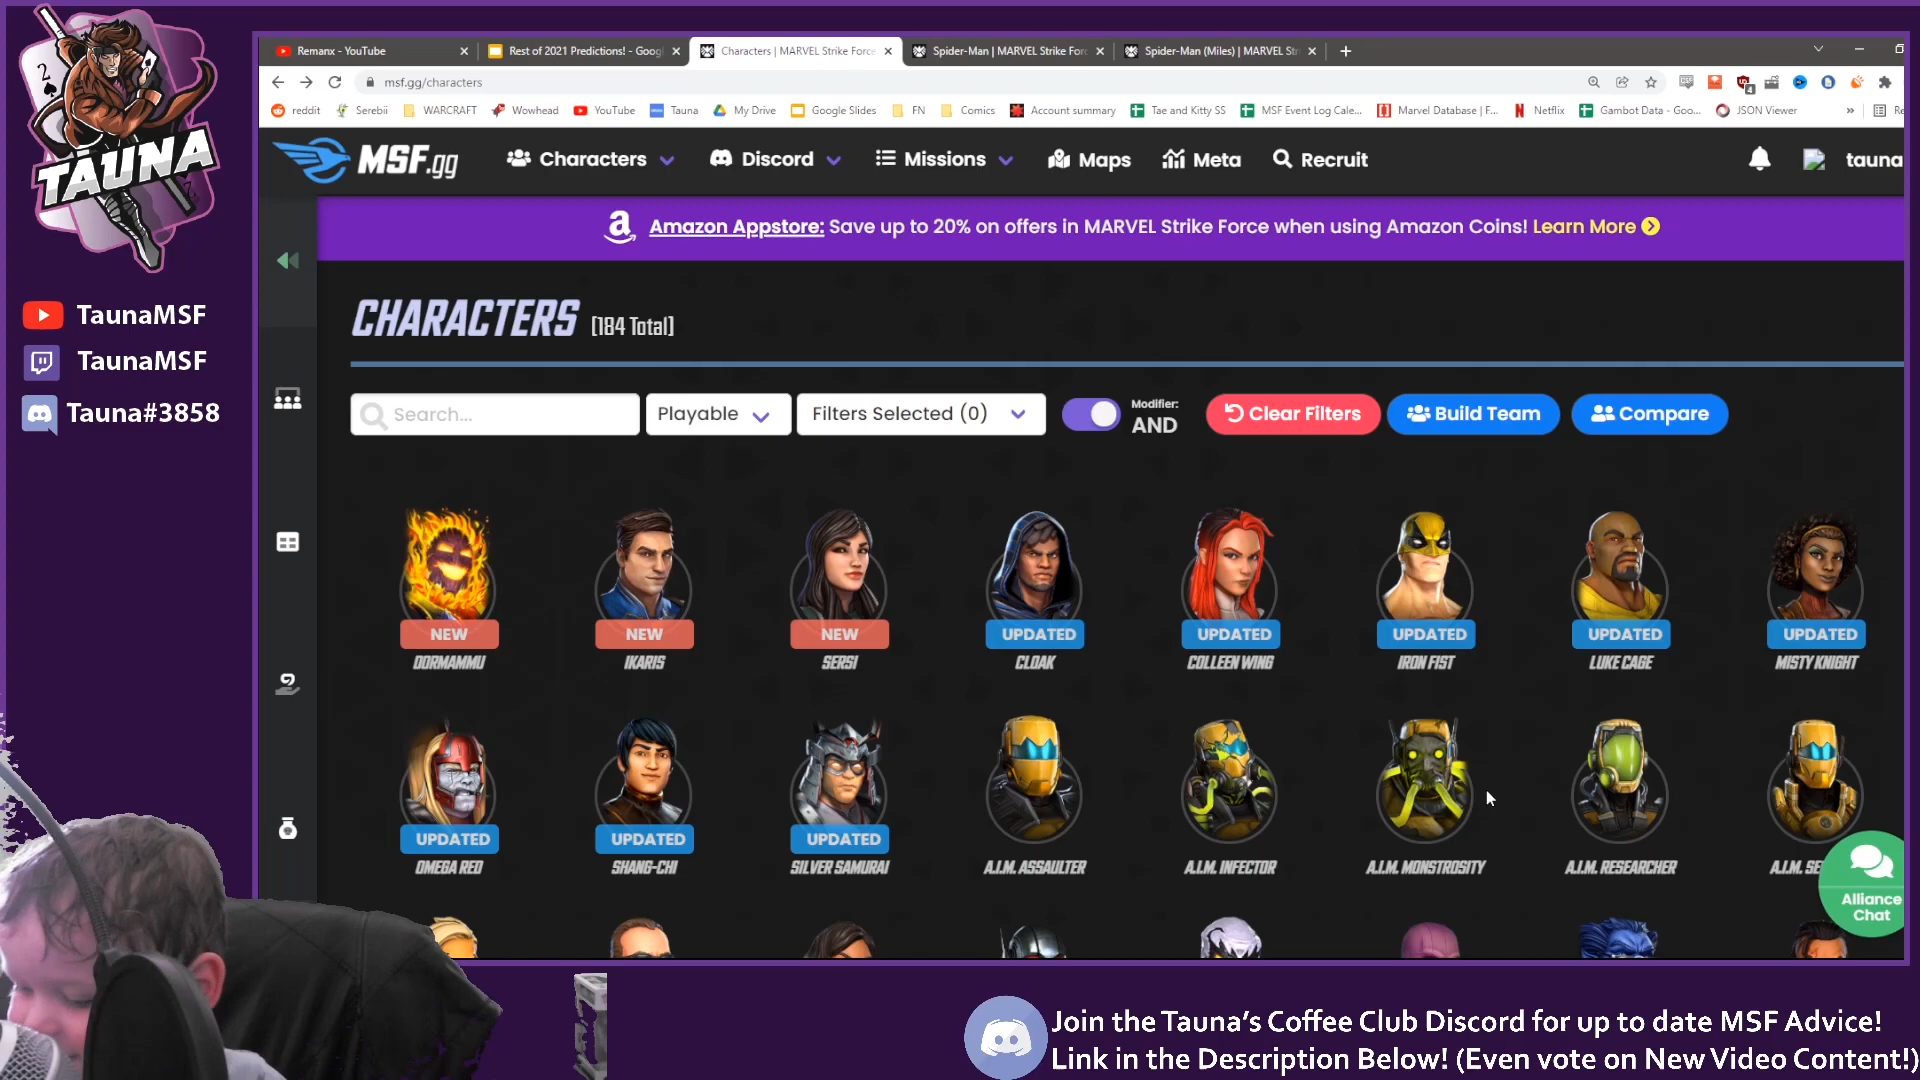 2
TAUNA
TaunaMSF
TaunaMSF
Tauna#3858
Remanx - YouTube
Rest of 2021 Predictions! - Goog
Characters | MARVEL Strike Force
Spider-Man | MARVEL Strike For
Spider-Man (Miles) | MARVEL St
msf.gg/characters
4
reddit
Serebii
WARCRAFT
Wowhead
YouTube
Tauna
My Drive
Google Slides
FN
Comics
Account summary
Tae and Kitty SS
MSF Event Log Cale...
Marvel Database | F...
Netflix
Gambot Data - Goo...
JSON Viewer
»
Re
MSF.gg
Characters
Discord
Missions
Maps
Meta
Recruit
tauna
Amazon Appstore: Save up to 20% on offers in MARVEL Strike Force when using Amazon Coins! Learn More
CHARACTERS [184 Total]
Search...
Playable
Filters Selected (0)
Modifier:
AND
Clear Filters
Build Team
Compare
NEW
NEW
NEW
UPDATED
UPDATED
UPDATED
UPDATED
UPDATED
DORMAMMU
IKARIS
SERSI
CLOAK
COLLEEN WING
IRON FIST
LUKE CAGE
MISTY KNIGHT
UPDATED
UPDATED
UPDATED
OMEGA RED
SHANG-CHI
SILVER SAMURAI
A.I.M. ASSAULTER
A.I.M. INFECTOR
A.I.M. MONSTROSITY
A.I.M. RESEARCHER
A.I.M. SE
Alliance
Chat
Join the Tauna's Coffee Club Discord for up to date MSF Advice!
Link in the Description Below! (Even vote on New Video Content!)